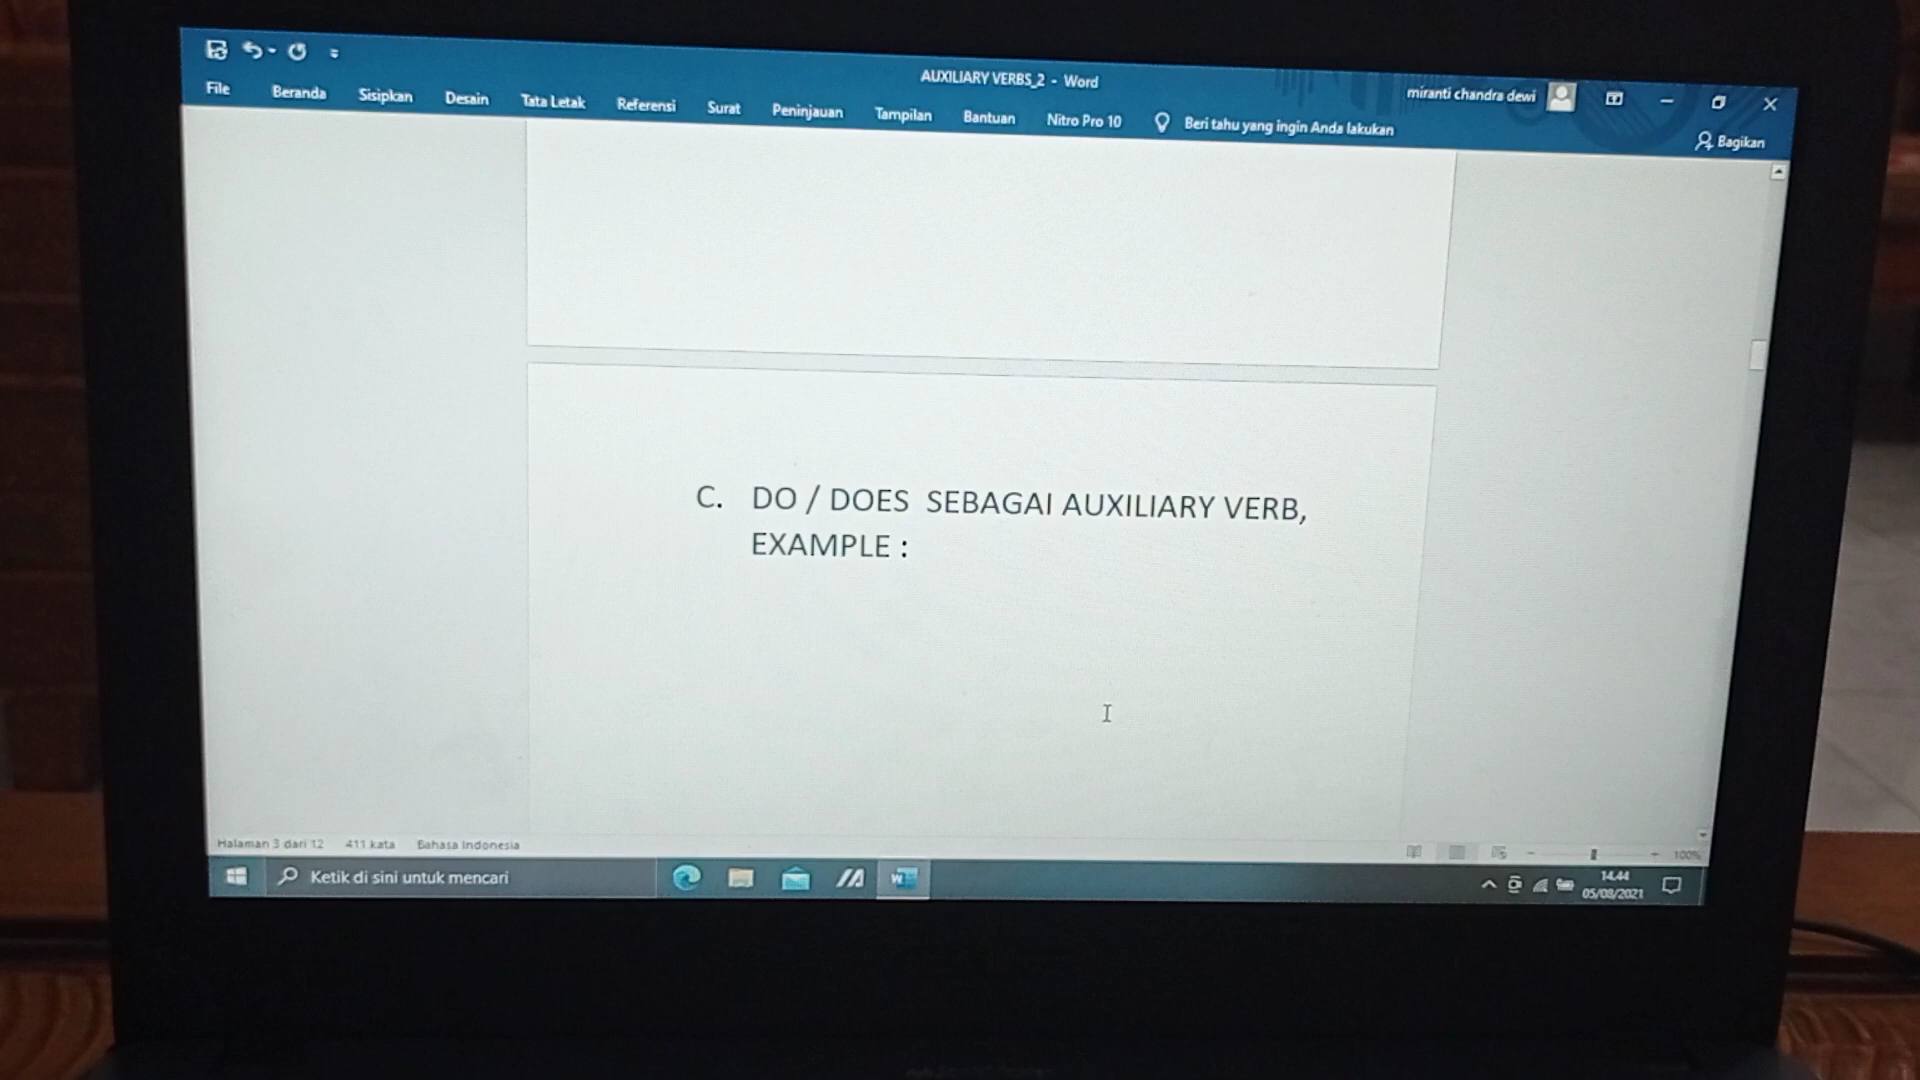 AUXILIARY VERBS_2 - Word
miranti chandra dewi
File Beranda Sisipkan Desain Tata Letak Referensi Surat Peninjauan Tampilan Bantuan Nitro Pro 10 Beri tahu yang ingin Anda lakukan
Bagikan
C. DO / DOES SEBAGAI AUXILIARY VERB,
EXAMPLE :
Halaman 3 dari 12 411 kata Bahasa Indonesia
100%
Ketik di sini untuk mencari
14.44
05/08/2021